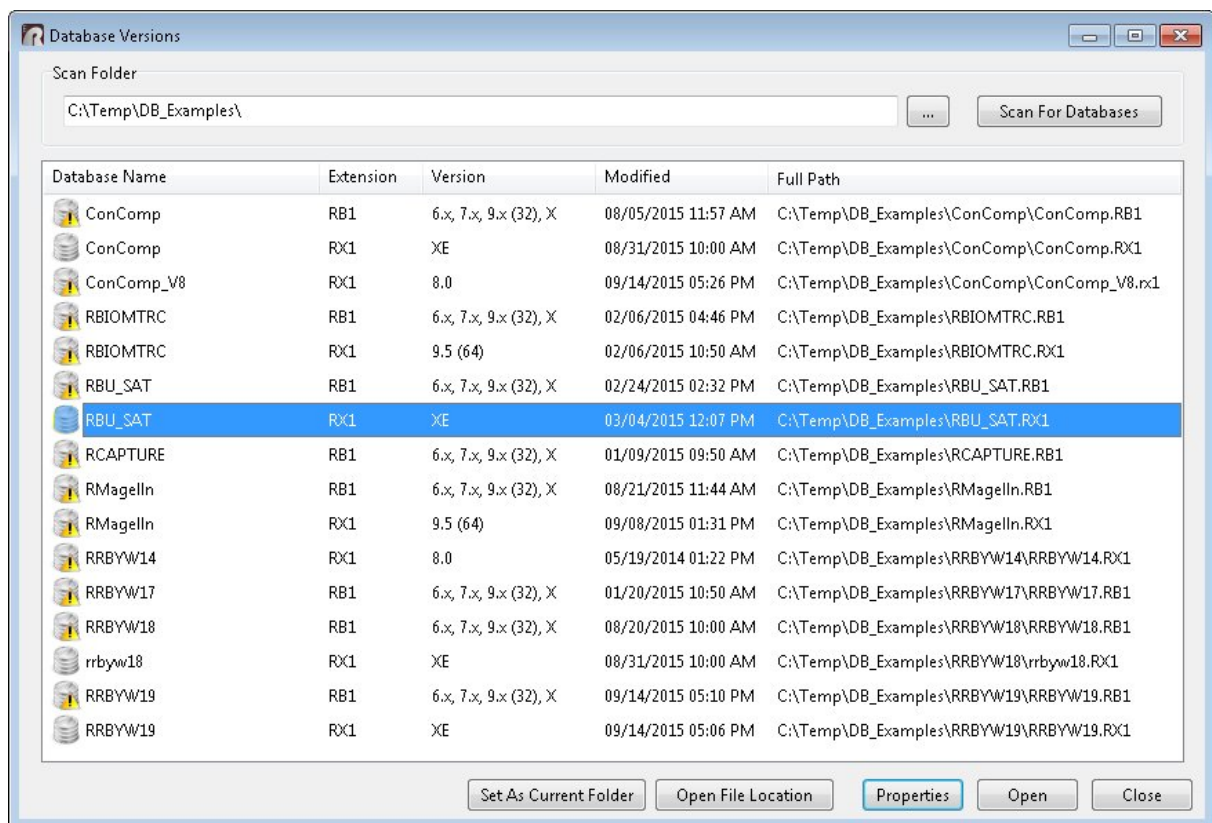 Database Versions
Scan Folder
C:\Temp\DB_Examples\ ... Scan For Databases
Database Name Extension Version Modified Full Path
ConComp RB1 6.x, 7.x, 9.x (32), X 08/05/2015 11:57 AM C:\Temp\DB_Examples\ConComp\ConComp.RB1
ConComp RX1 XE 08/31/2015 10:00 AM C:\Temp\DB_Examples\ConComp\ConComp.RX1
ConComp_V8 RX1 8.0 09/14/2015 05:26 PM C:\Temp\DB_Examples\ConComp\ConComp_V8.rx1
RBIOMTRC RB1 6.x, 7.x, 9.x (32), X 02/06/2015 04:46 PM C:\Temp\DB_Examples\RBIOMTRC.RB1
RBIOMTRC RX1 9.5 (64) 02/06/2015 10:50 AM C:\Temp\DB_Examples\RBIOMTRC.RX1
RBU_SAT RB1 6.x, 7.x, 9.x (32), X 02/24/2015 02:32 PM C:\Temp\DB_Examples\RBU_SAT.RB1
RBU_SAT RX1 XE 03/04/2015 12:07 PM C:\Temp\DB_Examples\RBU_SAT.RX1
RCAPTURE RB1 6.x, 7.x, 9.x (32), X 01/09/2015 09:50 AM C:\Temp\DB_Examples\RCAPTURE.RB1
RMagelln RB1 6.x, 7.x, 9.x (32), X 08/21/2015 11:44 AM C:\Temp\DB_Examples\RMagelln.RB1
RMagelln RX1 9.5 (64) 09/08/2015 01:31 PM C:\Temp\DB_Examples\RMagelln.RX1
RRBYW14 RX1 8.0 05/19/2014 01:22 PM C:\Temp\DB_Examples\RRBYW14\RRBYW14.RX1
RRBYW17 RB1 6.x, 7.x, 9.x (32), X 01/20/2015 10:50 AM C:\Temp\DB_Examples\RRBYW17\RRBYW17.RB1
RRBYW18 RB1 6.x, 7.x, 9.x (32), X 08/20/2015 10:00 AM C:\Temp\DB_Examples\RRBYW18\RRBYW18.RB1
rrbyw18 RX1 XE 08/31/2015 10:00 AM C:\Temp\DB_Examples\RRBYW18\rrbyw18.RX1
RRBYW19 RB1 6.x, 7.x, 9.x (32), X 09/14/2015 05:10 PM C:\Temp\DB_Examples\RRBYW19\RRBYW19.RB1
RRBYW19 RX1 XE 09/14/2015 05:06 PM C:\Temp\DB_Examples\RRBYW19\RRBYW19.RX1
Set As Current Folder Open File Location Properties Open Close